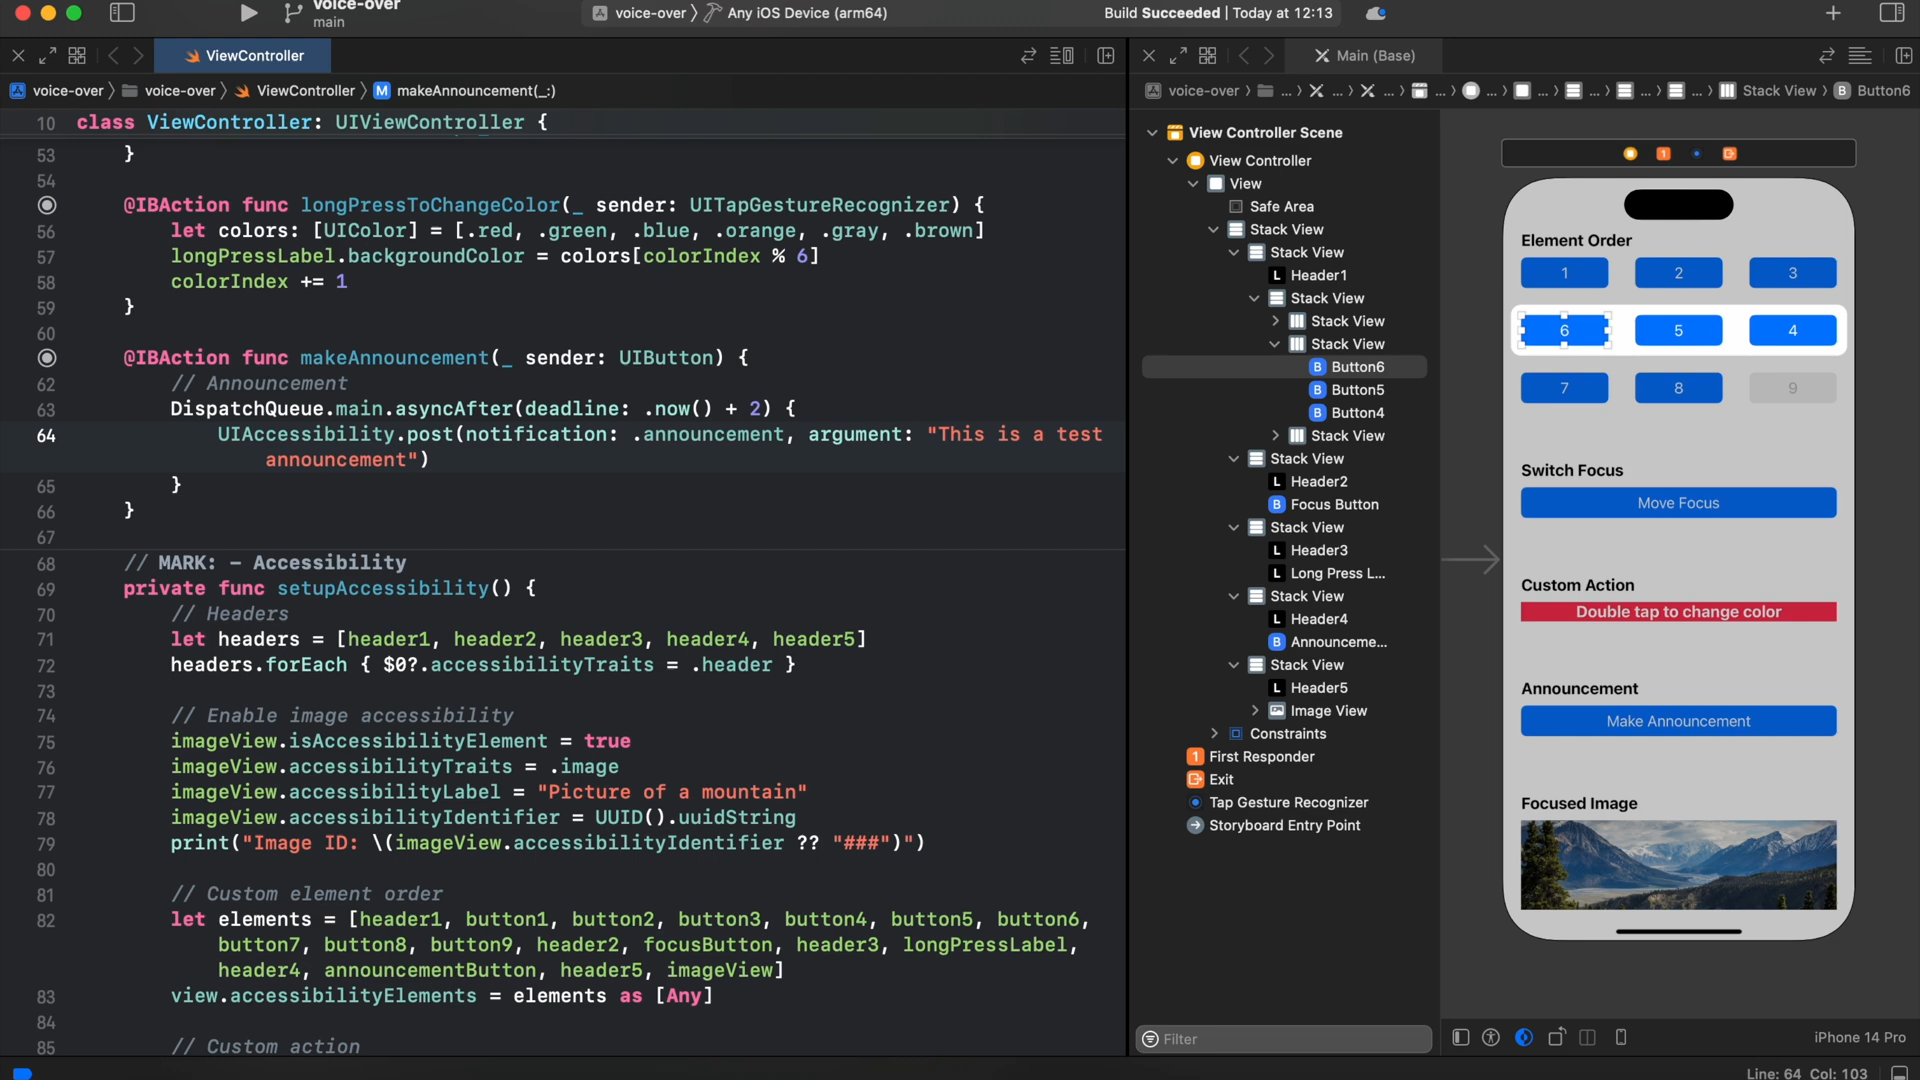 voice-over
main
voice-over
Any iOS Device (arm64)
Build Succeeded | Today at 12:13
ViewController
Main (Base)
voice-over
voice-over
ViewController
M
makeAnnouncement(_:)
voice-over
...
...
...
...
...
...
...
...
...
Stack View
B
Button6
10 class ViewController: UIViewController {
53 }
54
@IBAction func longPressToChangeColor(_ sender: UITapGestureRecognizer) {
56 let colors: [UIColor] = [.red, .green, .blue, .orange, .gray, .brown]
57 longPressLabel.backgroundColor = colors[colorIndex % 6]
58 colorIndex += 1
59 }
60
@IBAction func makeAnnouncement(_ sender: UIButton) {
62 // Announcement
63 DispatchQueue.main.asyncAfter(deadline: .now() + 2) {
64 UIAccessibility.post(notification: .announcement, argument: "This is a test
announcement")
65 }
66 }
67
68 // MARK: - Accessibility
69 private func setupAccessibility() {
70 // Headers
71 let headers = [header1, header2, header3, header4, header5]
72 headers.forEach { $0?.accessibilityTraits = .header }
73
74 // Enable image accessibility
75 imageView.isAccessibilityElement = true
76 imageView.accessibilityTraits = .image
77 imageView.accessibilityLabel = "Picture of a mountain"
78 imageView.accessibilityIdentifier = UUID().uuidString
79 print("Image ID: \(imageView.accessibilityIdentifier ?? "###")")
80
81 // Custom element order
82 let elements = [header1, button1, button2, button3, button4, button5, button6,
button7, button8, button9, header2, focusButton, header3, longPressLabel,
header4, announcementButton, header5, imageView]
83 view.accessibilityElements = elements as [Any]
84
85 // Custom action
View Controller Scene
View Controller
View
Safe Area
Stack View
Stack View
L Header1
Stack View
Stack View
Stack View
B Button6
B Button5
B Button4
Stack View
Stack View
L Header2
B Focus Button
Stack View
L Header3
L Long Press L...
Stack View
L Header4
B Announceme...
Stack View
L Header5
Image View
Constraints
1 First Responder
Exit
Tap Gesture Recognizer
Storyboard Entry Point
Filter
1
Element Order
1
2
3
6
5
4
7
8
9
Switch Focus
Move Focus
Custom Action
Double tap to change color
Announcement
Make Announcement
Focused Image
iPhone 14 Pro
Line: 64 Col: 103